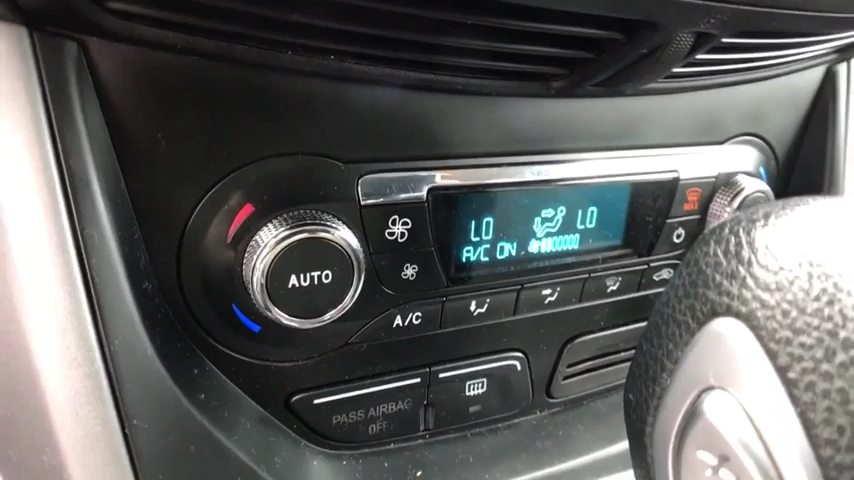 MAX
LO LO
A/C ON
AUTO
A/C
PASS AIRBAG
OFF